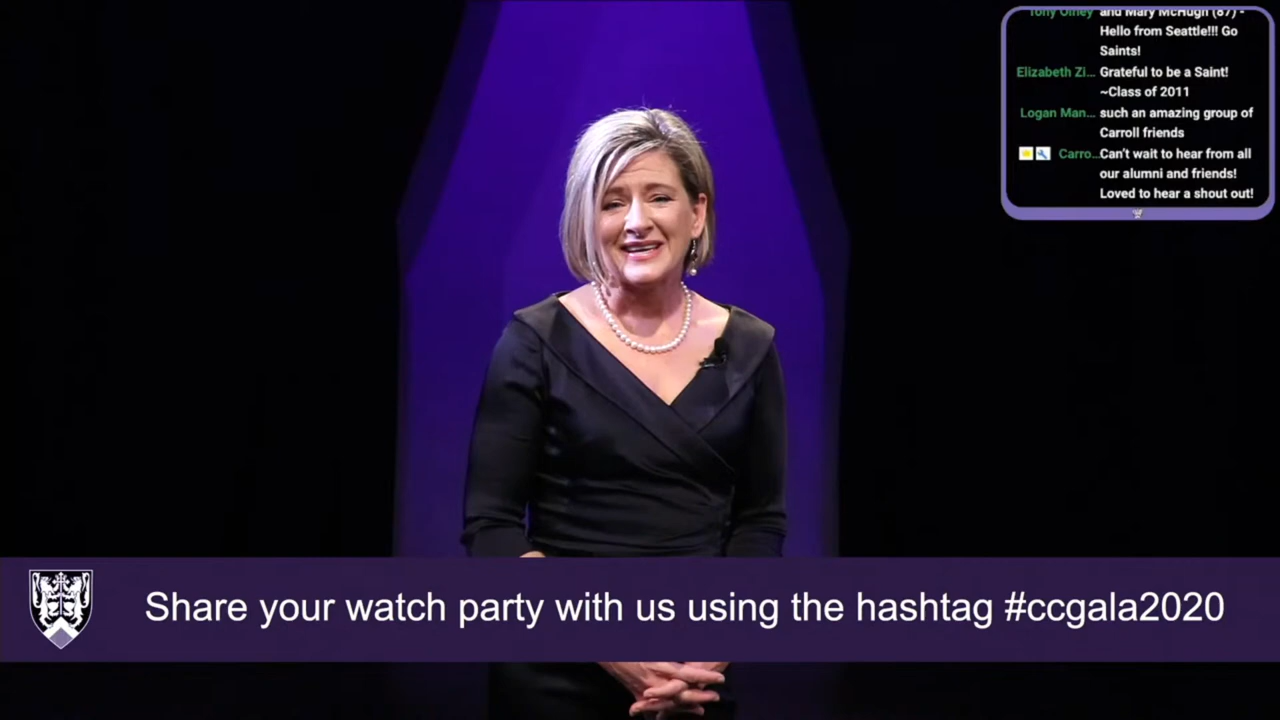 Tony Olney and Mary McHugh (87) -
Hello from Seattle!!! Go
Saints!
Elizabeth Zi... Grateful to be a Saint!
~Class of 2011
Logan Man... such an amazing group of
Carroll friends
Carro... Can't wait to hear from all
our alumni and friends!
Loved to hear a shout out!
Share your watch party with us using the hashtag #ccgala2020